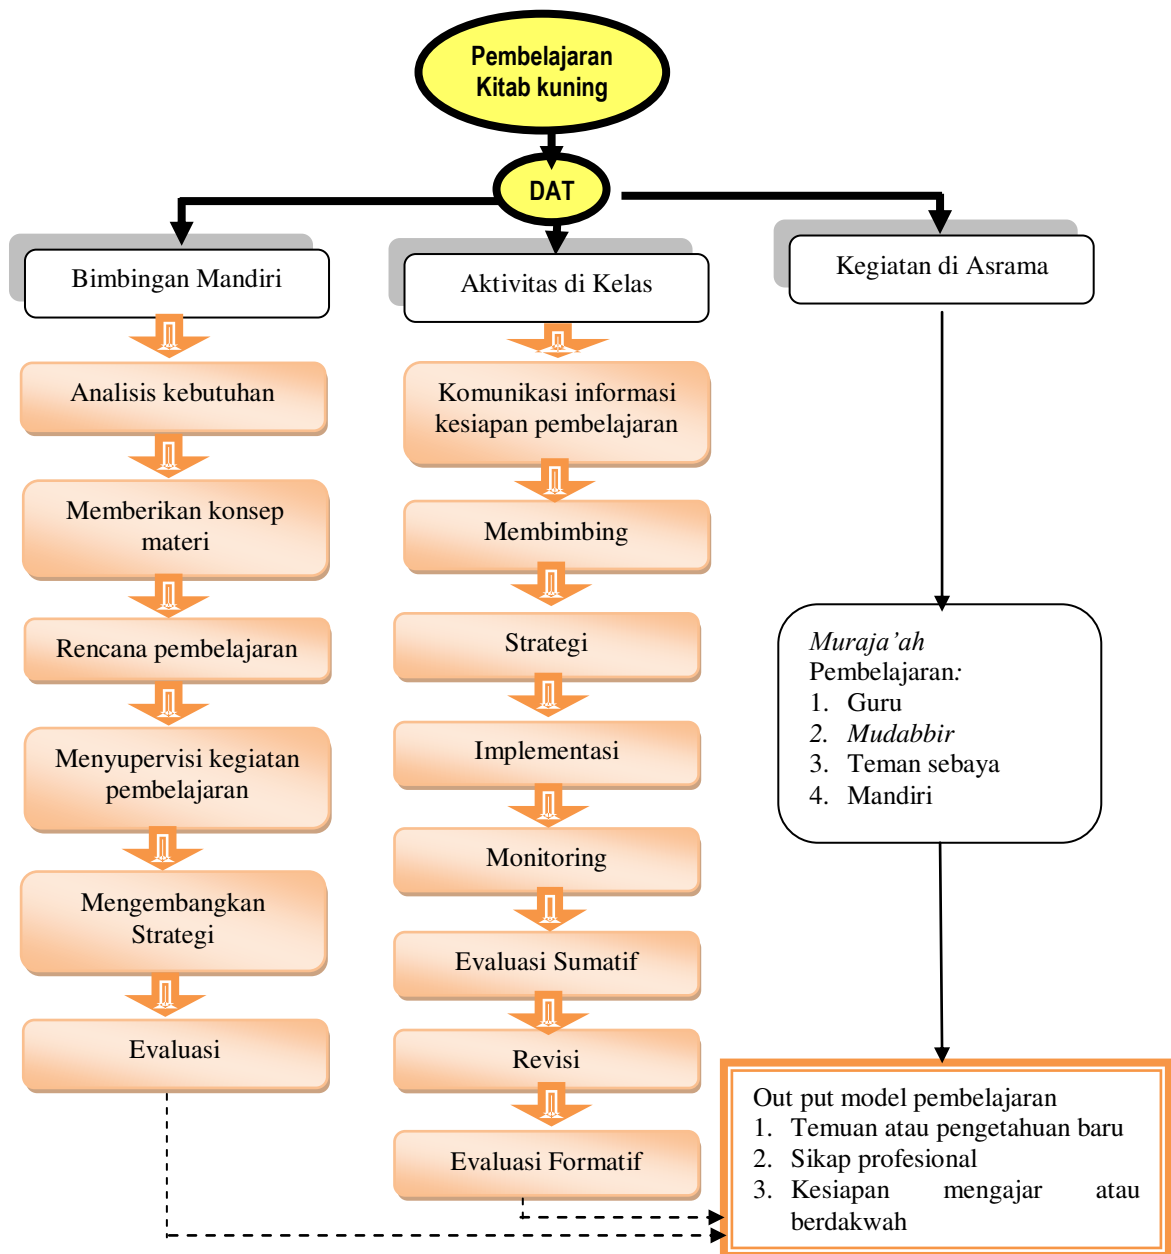 Pembelajaran
Kitab kuning
DAT
Bimbingan Mandiri
Analisis kebutuhan
Memberikan konsep
materi
Rencana pembelajaran
Menyupervisi kegiatan
pembelajaran
Mengembangkan
Strategi
Evaluasi
Aktivitas di Kelas
Komunikasi informasi
kesiapan pembelajaran
Membimbing
Strategi
Implementasi
Monitoring
Evaluasi Sumatif
Revisi
Evaluasi Formatif
Kegiatan di Asrama
Muraja’ah
Pembelajaran:
1. Guru
2. Mudabbir
3. Teman sebaya
4. Mandiri
Out put model pembelajaran
1. Temuan atau pengetahuan baru
2. Sikap profesional
3. Kesiapan mengajar atau
berdakwah